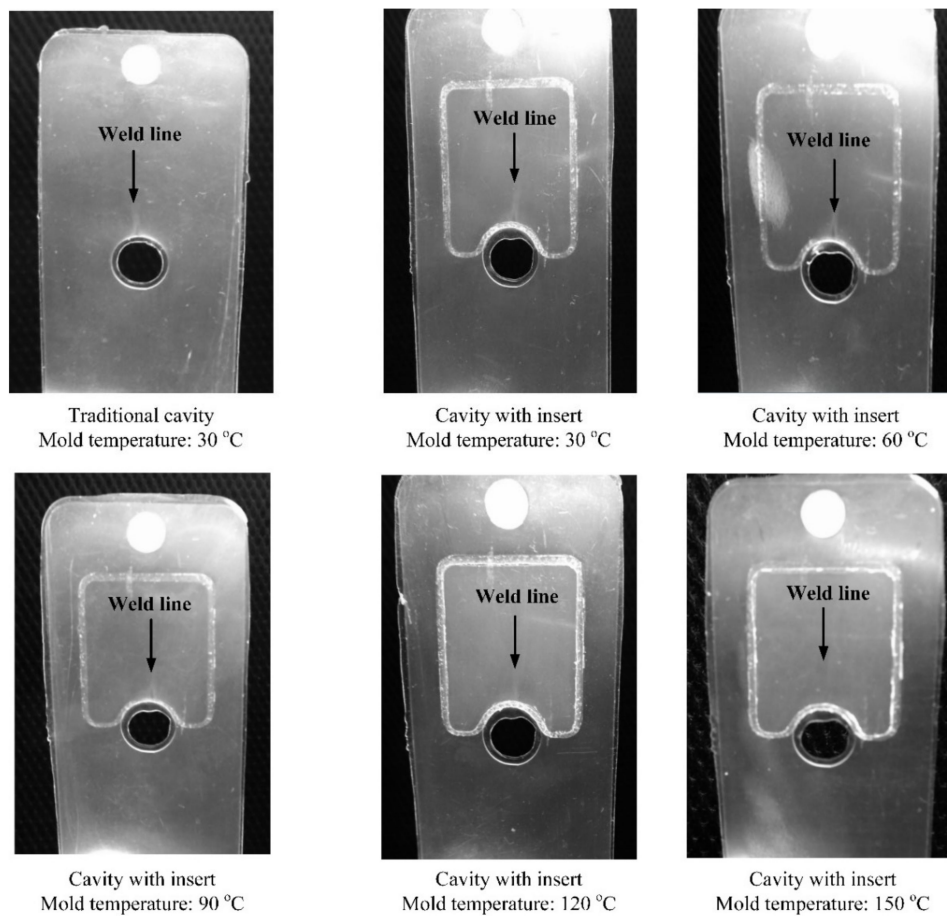 Weld line
Weld line
Weld line
Traditional cavity
Mold temperature: 30 °C
Cavity with insert
Mold temperature: 30 °C
Cavity with insert
Mold temperature: 60 °C
Weld line
Weld line
Weld line
Cavity with insert
Mold temperature: 90 °C
Cavity with insert
Mold temperature: 120 °C
Cavity with insert
Mold temperature: 150 °C